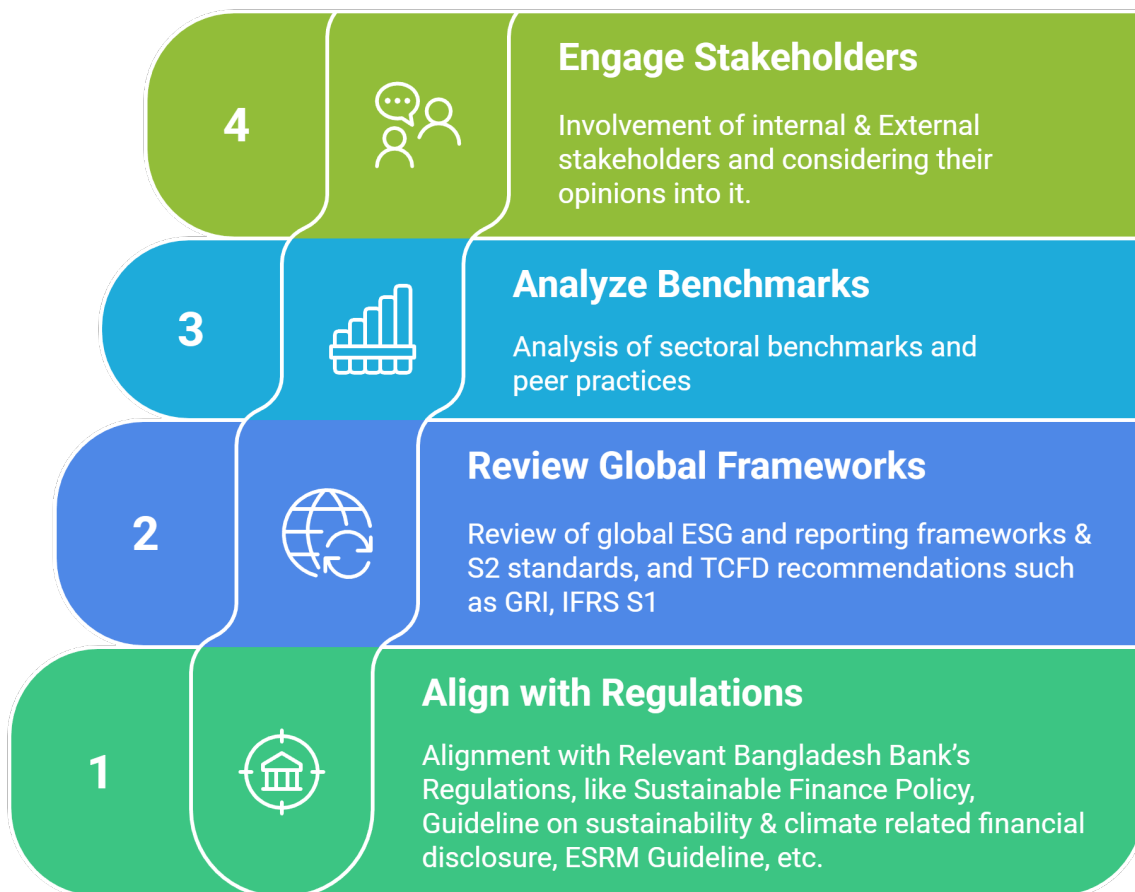 4
Engage Stakeholders
Involvement of internal & External
stakeholders and considering their
opinions into it.
3
Analyze Benchmarks
Analysis of sectoral benchmarks and
peer practices
2
Review Global Frameworks
Review of global ESG and reporting frameworks &
S2 standards, and TCFD recommendations such
as GRI, IFRS S1
1
Align with Regulations
Alignment with Relevant Bangladesh Bank's
Regulations, like Sustainable Finance Policy,
Guideline on sustainability & climate related financial
disclosure, ESRM Guideline, etc.